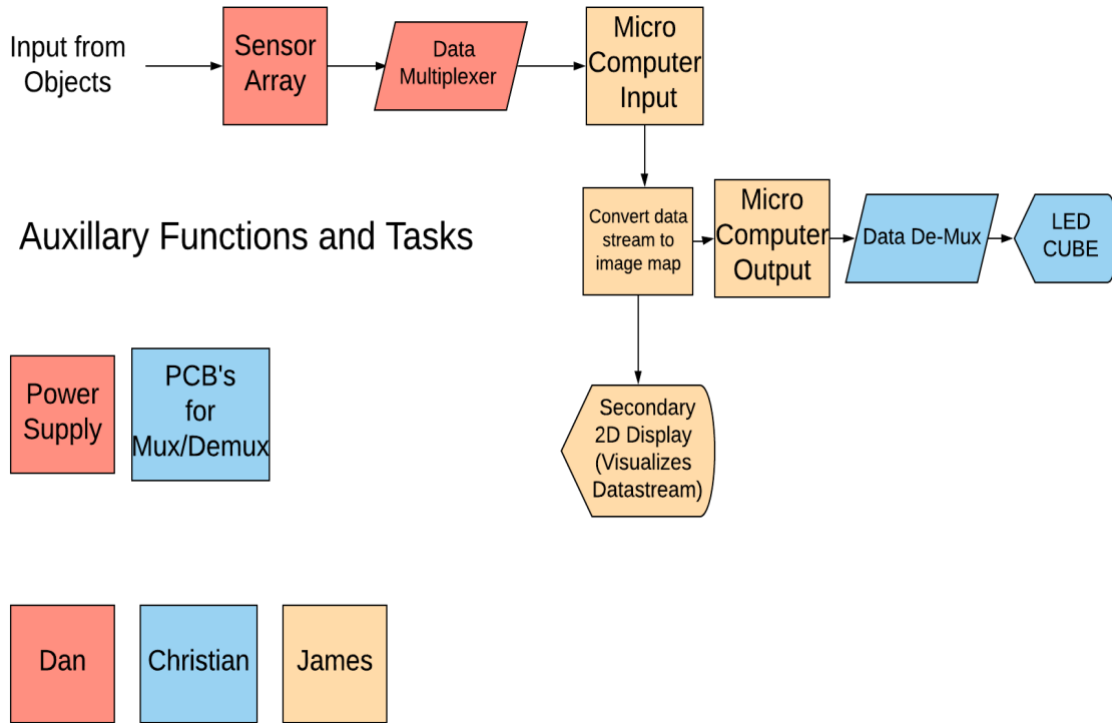 Input from
Objects
Sensor
Array
Data
Multiplexer
Micro
Computer
Input
Auxillary Functions and Tasks
Convert data
stream to
image map
Micro
Computer
Output
Data De-Mux
LED
CUBE
Power
Supply
PCB's
for
Mux/Demux
Secondary
2D Display
(Visualizes
Datastream)
Dan
Christian
James